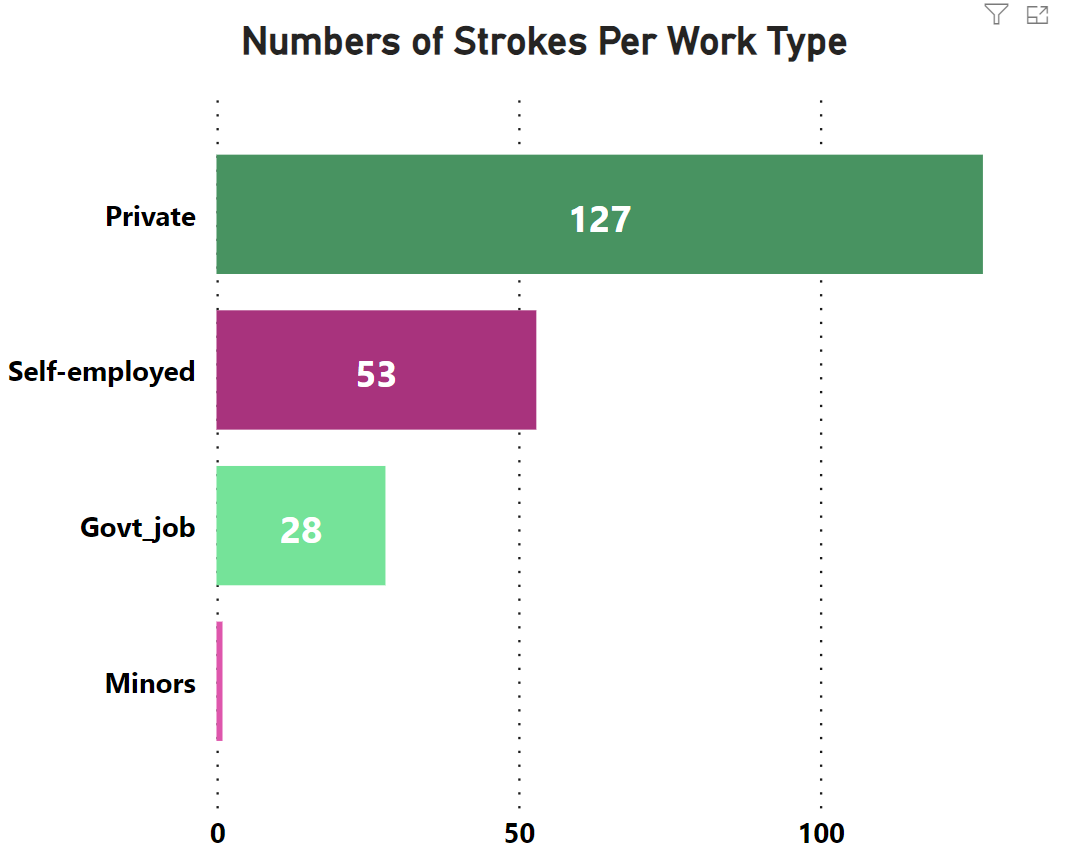 Numbers of Strokes Per Work Type
Private
127
Self-employed
53
Govt_job
28
Minors
0 50 100